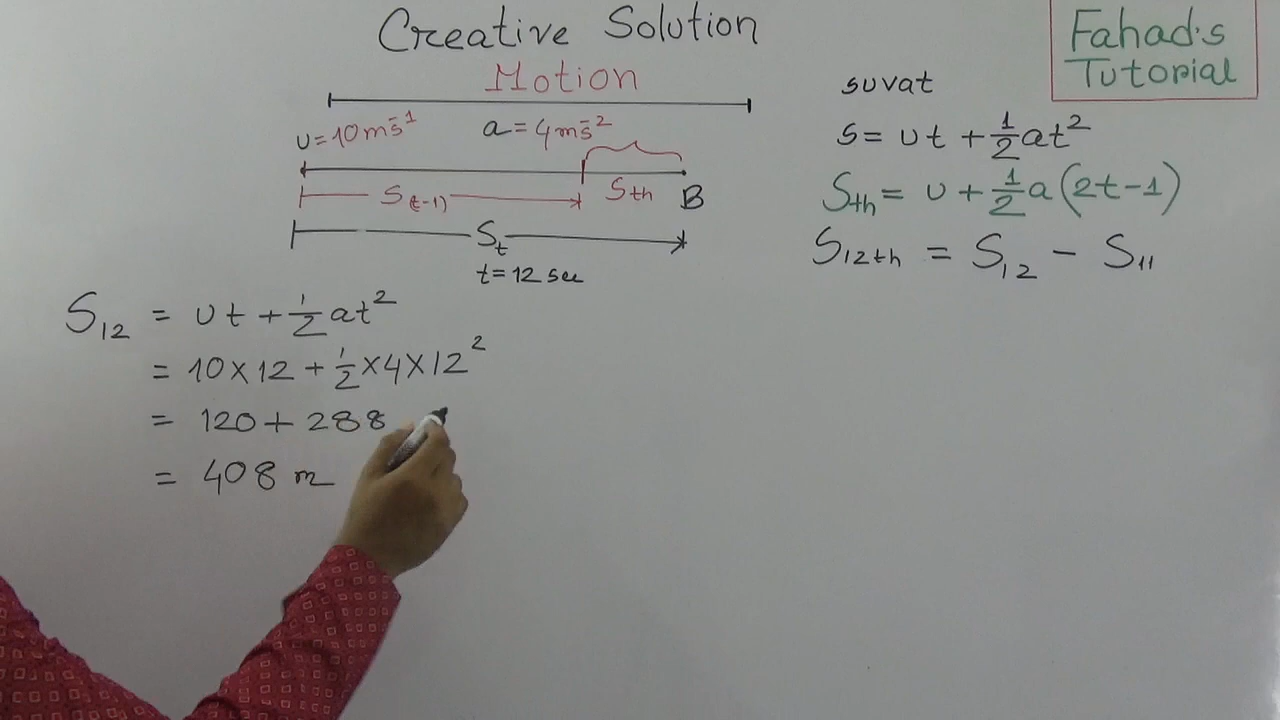 Creative Solution
Motion
Fahad's
Tutorial
u=10ms⁻¹ a=4ms⁻²
S(t-1) Sth B
St
t=12 sec
suvat
s= ut+½at²
Sth= u+½a(2t-1)
S12th = S12 - S11
S12 = ut+½at²
= 10×12+½×4×12²
= 120+288
= 408 m